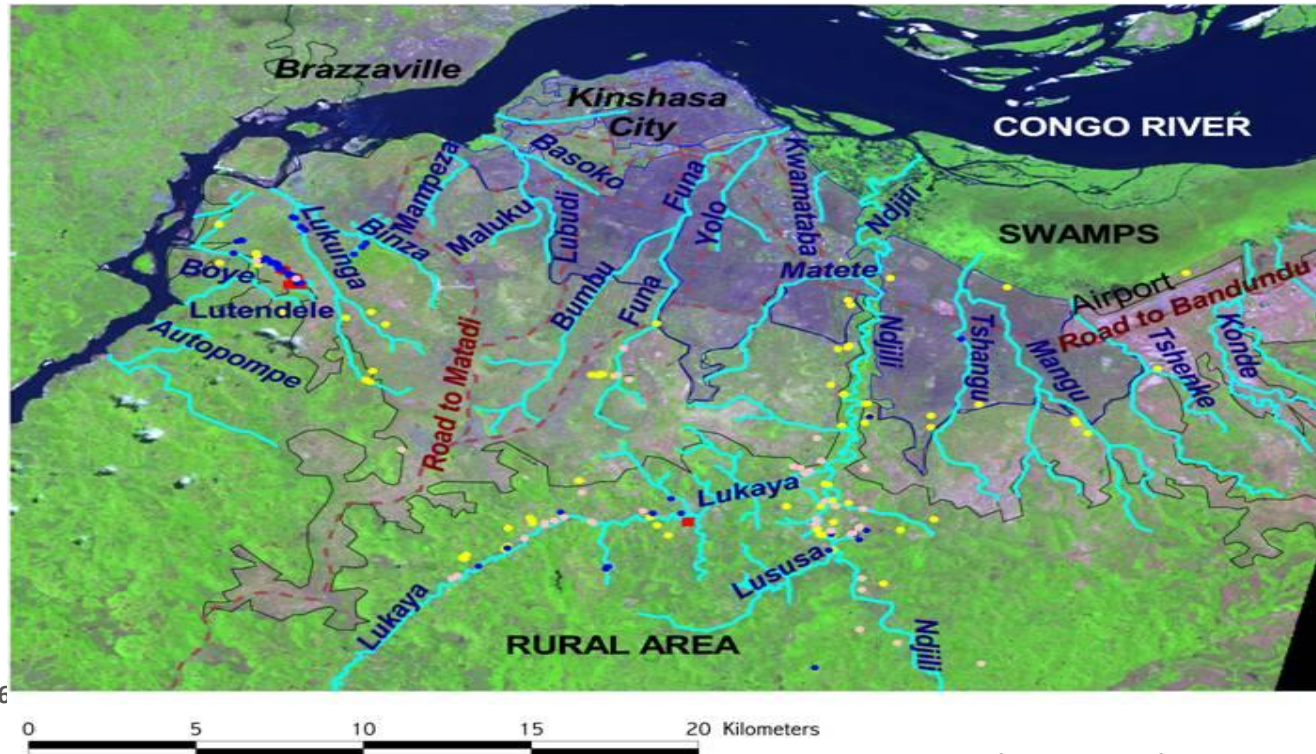 Brazzaville
Kinshasa
City
CONGO RIVER
Basoko
Mampeza
Kwamataba
Funa
Ndjili
Lukunga
Binza
Maluku
Lubudi
Yolo
SWAMPS
Boye
Bumbu
Matete
Airport
Road to Bandundu
Lutendele
Funa
Ndjili
Tshangu
Mangu
Tshenke
Konde
Autopompe
Road to Matadi
Lukaya
Lususa
Lukaya
RURAL AREA
Ndjili
6
0 5 10 15 20 Kilometers